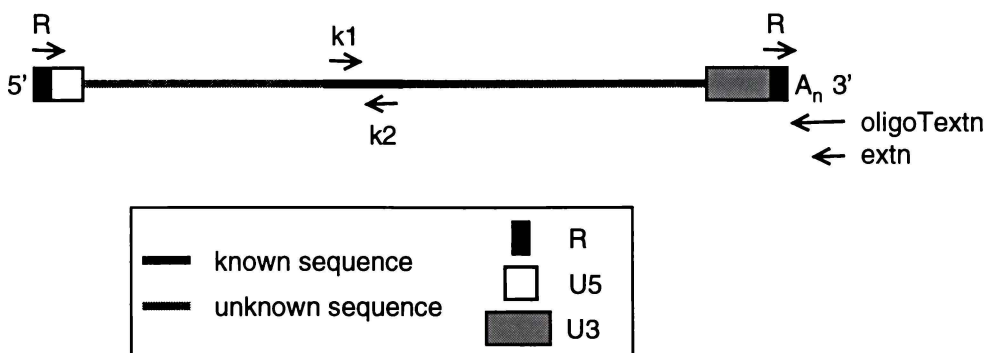 R
k1
R
5' A n 3'
k2
oligoTextn
extn
known sequence
unknown sequence
R
U5
U3